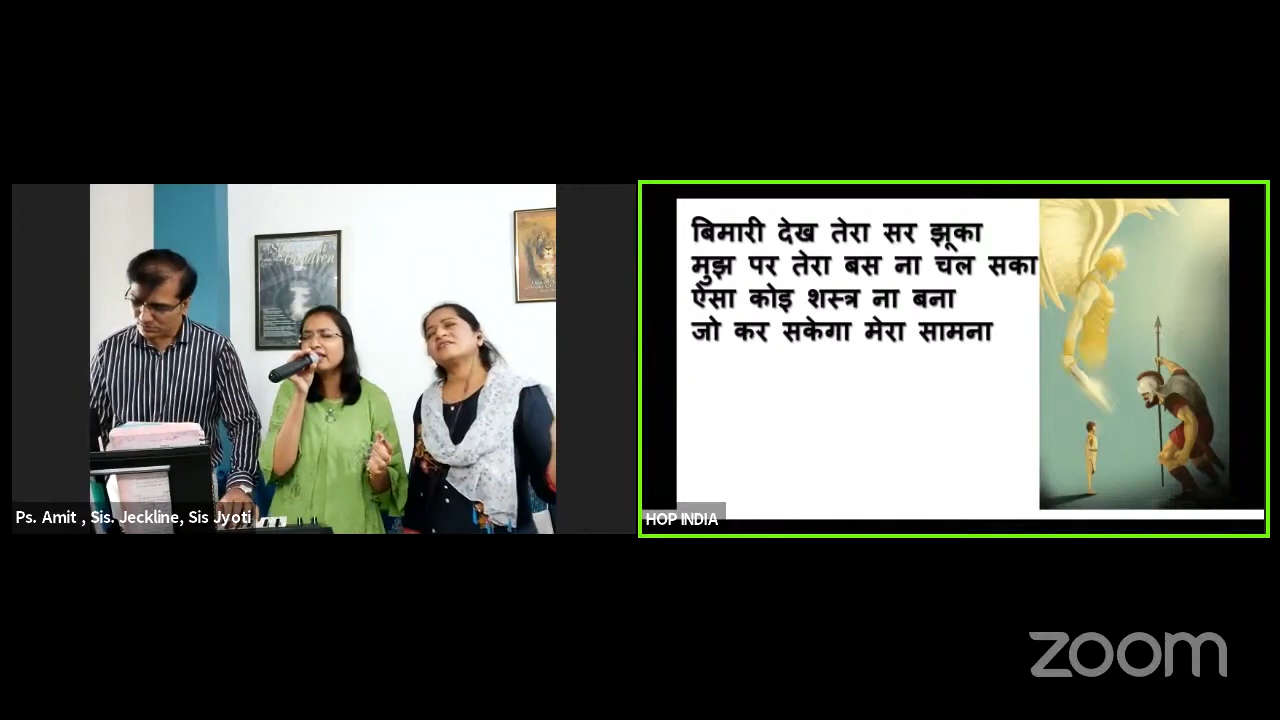 बिमारी देख तेरा सर झूका
मुझ पर तेरा बस ना चल सका
ऐसा कोइ शस्त्र ना बना
जो कर सकेगा मेरा सामना
Children
Ps. Amit , Sis. Jeckline, Sis Jyoti
HOP INDIA
zoom